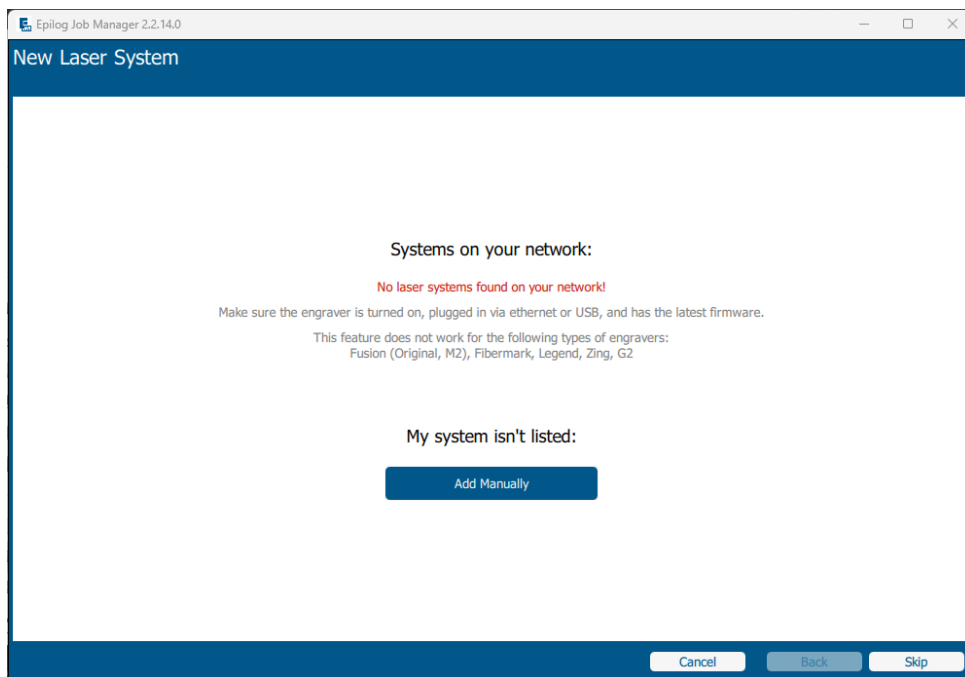 Epilog Job Manager 2.2.14.0
New Laser System
Systems on your network:
No laser systems found on your network!
Make sure the engraver is turned on, plugged in via ethernet or USB, and has the latest firmware.
This feature does not work for the following types of engravers:
Fusion (Original, M2), Fibermark, Legend, Zing, G2
My system isn't listed:
Add Manually
Cancel
Back
Skip